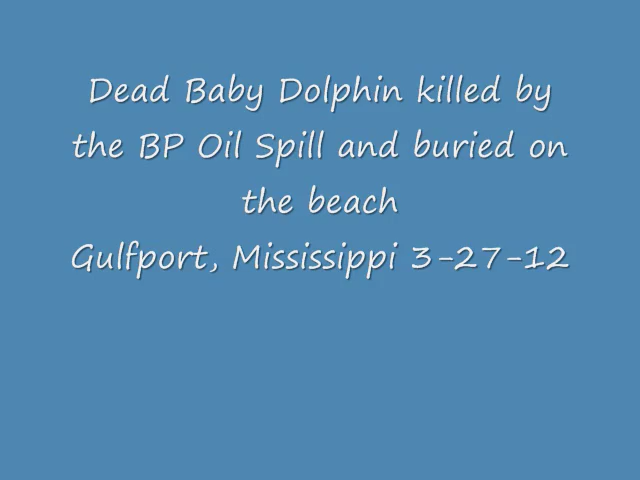 Dead Baby Dolphin killed by
the BP Oil Spill and buried on
the beach
Gulfport, Mississippi 3-27-12